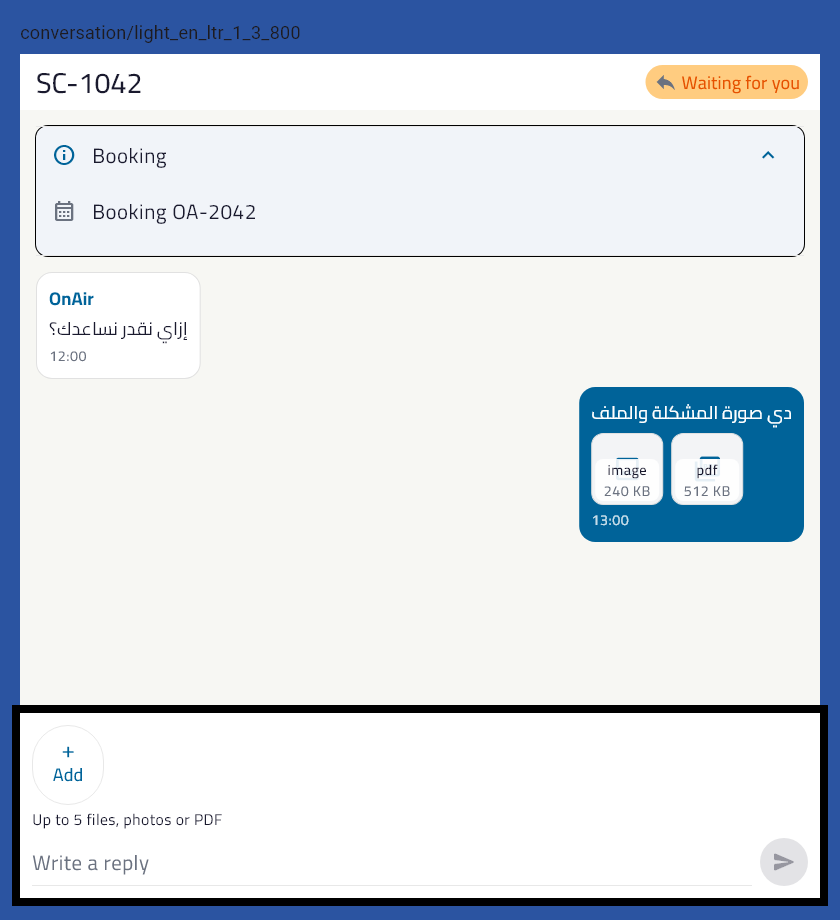 conversation/light_en_ltr_1_3_800
SC-1042
Waiting for you
Booking
Booking OA-2042
OnAir
إزاي نقدر نساعدك؟
12:00
دي صورة المشكلة والملف
image
240 KB
pdf
512 KB
13:00
+
Add
Up to 5 files, photos or PDF
Write a reply